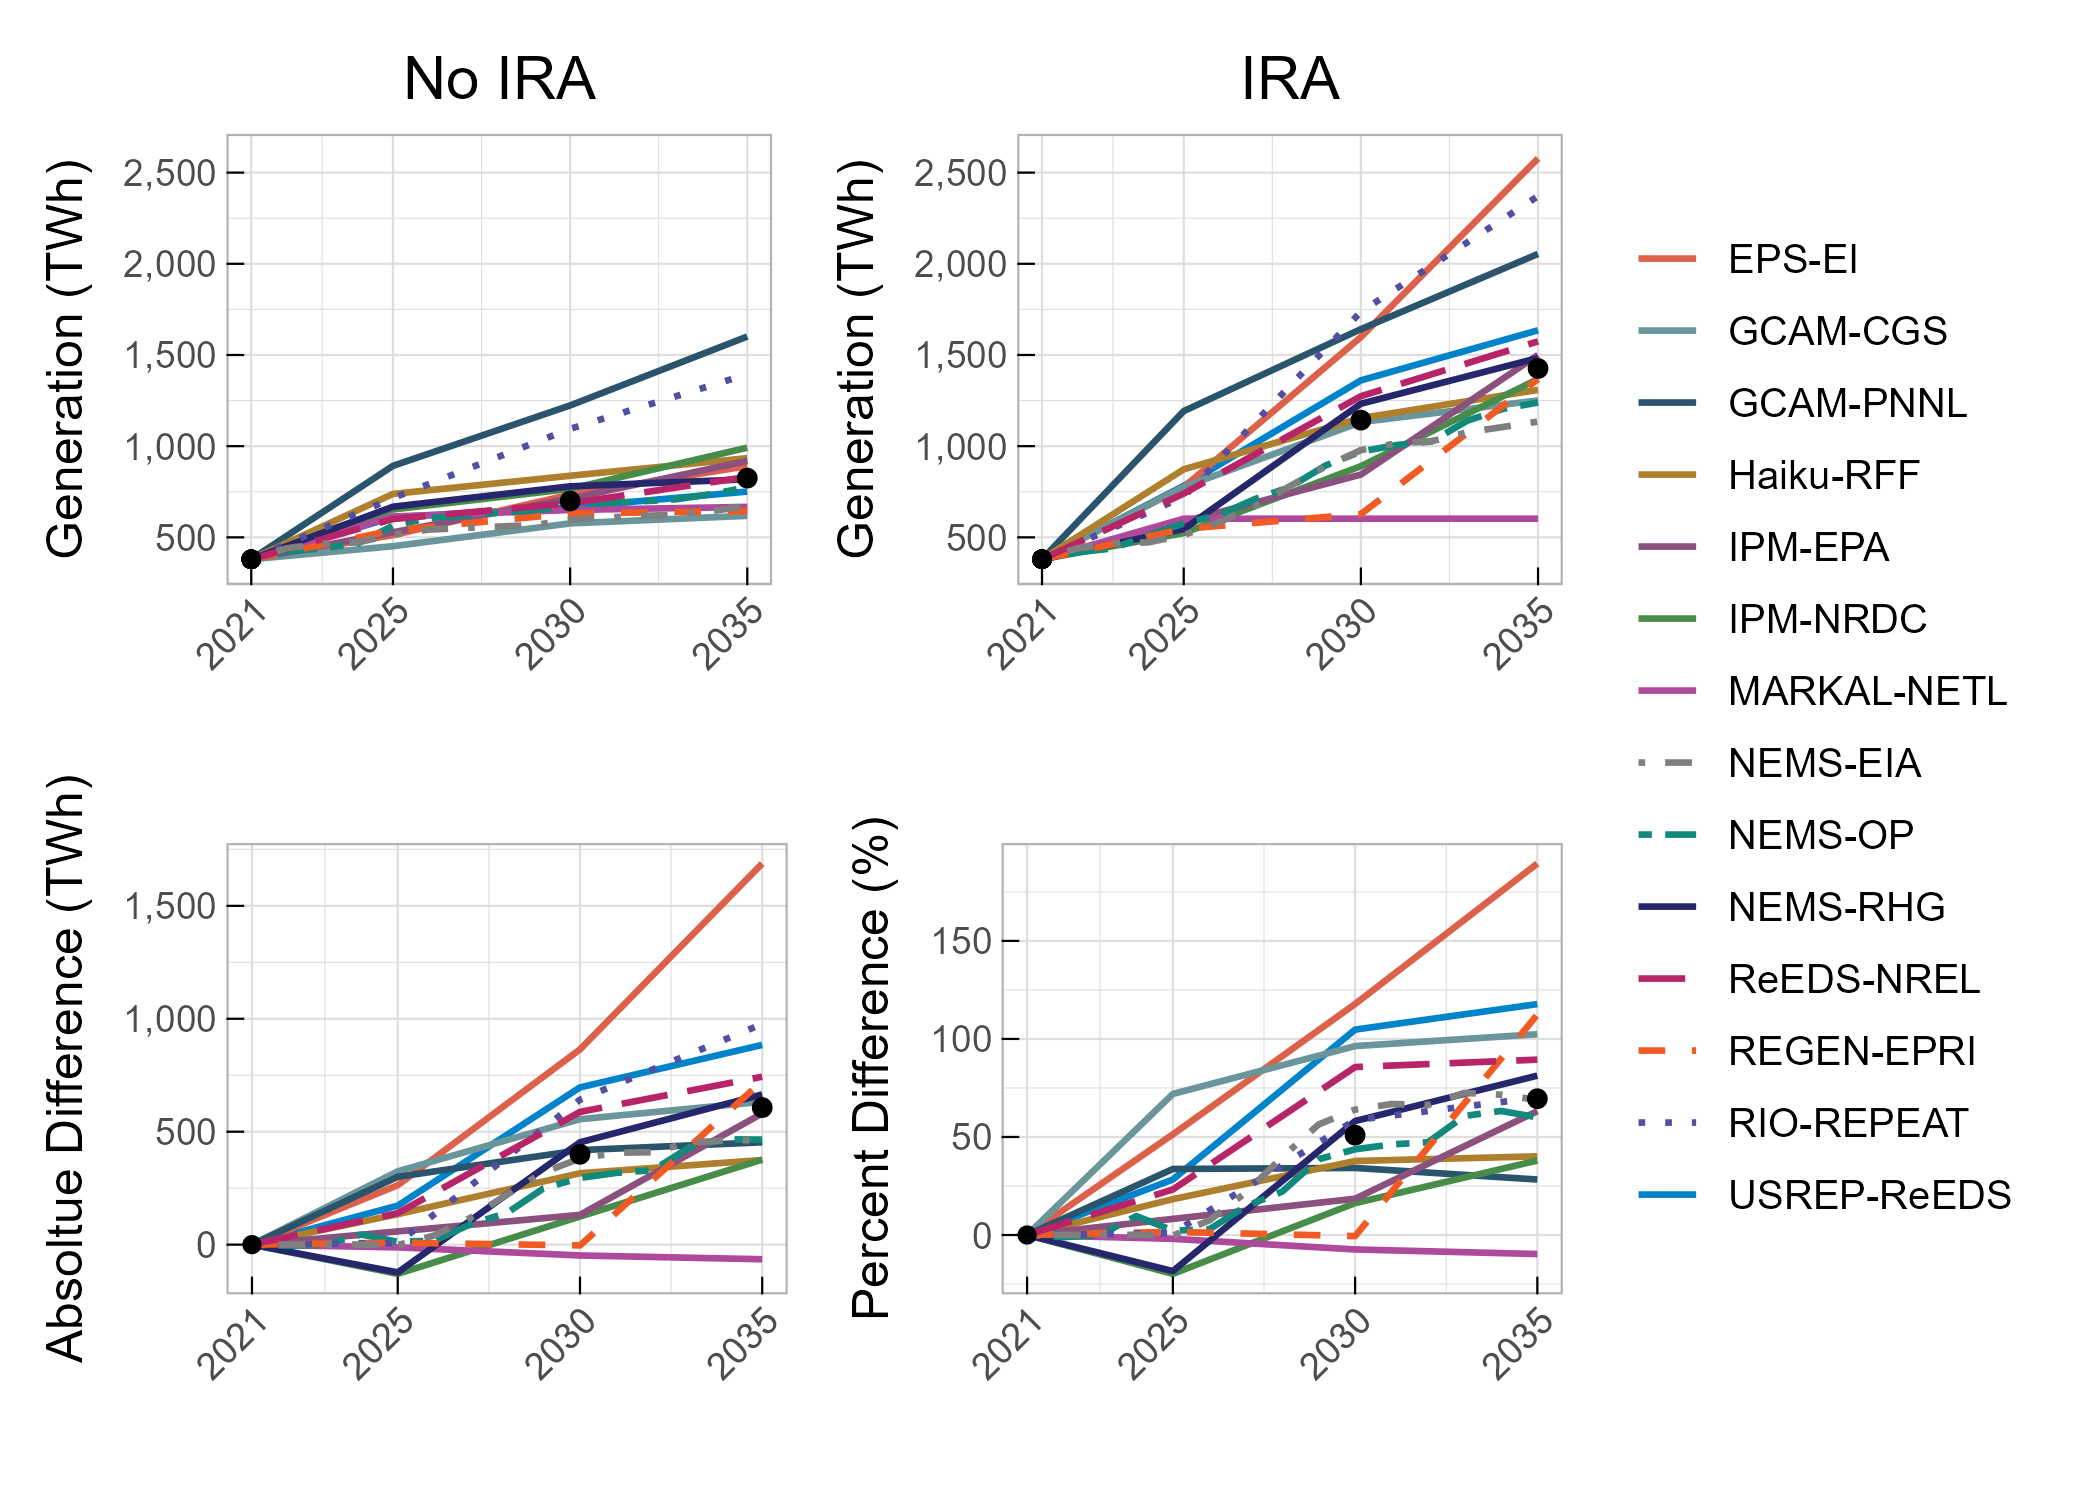 No IRA
IRA
Generation (TWh)
2,500
2,000
1,500
1,000
500
2021
2025
2030
2035
Generation (TWh)
2,500
2,000
1,500
1,000
500
2021
2025
2030
2035
Absoltue Difference (TWh)
1,500
1,000
500
0
2021
2025
2030
2035
Percent Difference (%)
150
100
50
0
2021
2025
2030
2035
EPS-EI
GCAM-CGS
GCAM-PNNL
Haiku-RFF
IPM-EPA
IPM-NRDC
MARKAL-NETL
NEMS-EIA
NEMS-OP
NEMS-RHG
ReEDS-NREL
REGEN-EPRI
RIO-REPEAT
USREP-ReEDS